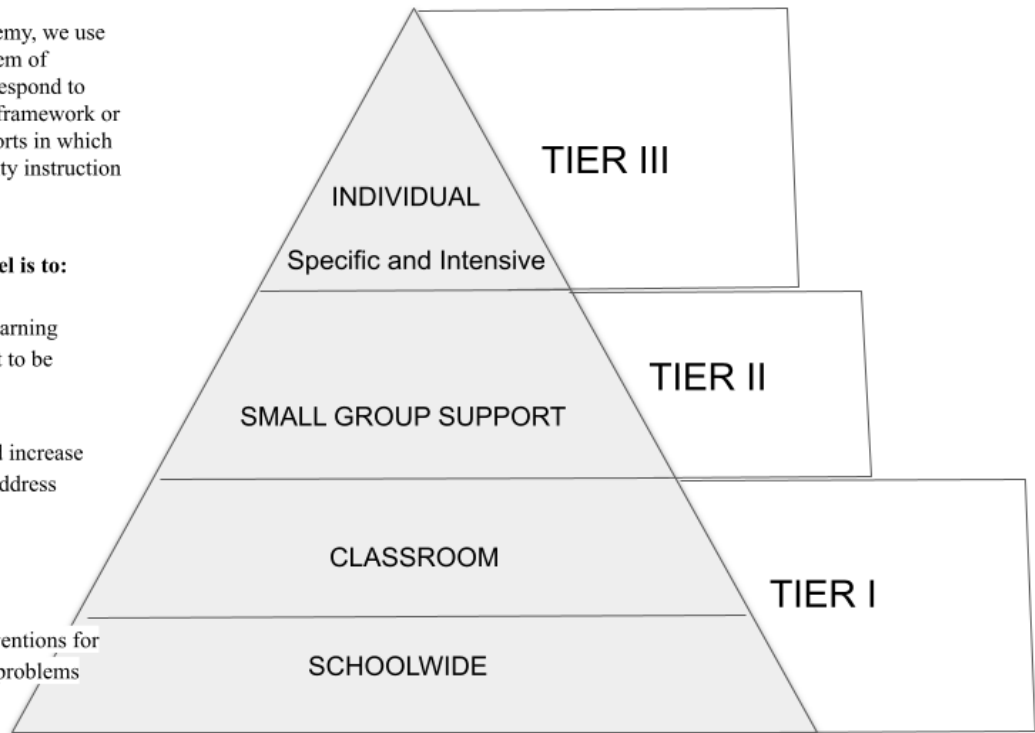 emy, we use
em of
espond to
framework or
orts in which
ty instruction
el is to:
arning
t to be
d increase
ddress
entions for
problems
INDIVIDUAL
Specific and Intensive
SMALL GROUP SUPPORT
CLASSROOM
SCHOOLWIDE
TIER III
TIER II
TIER I